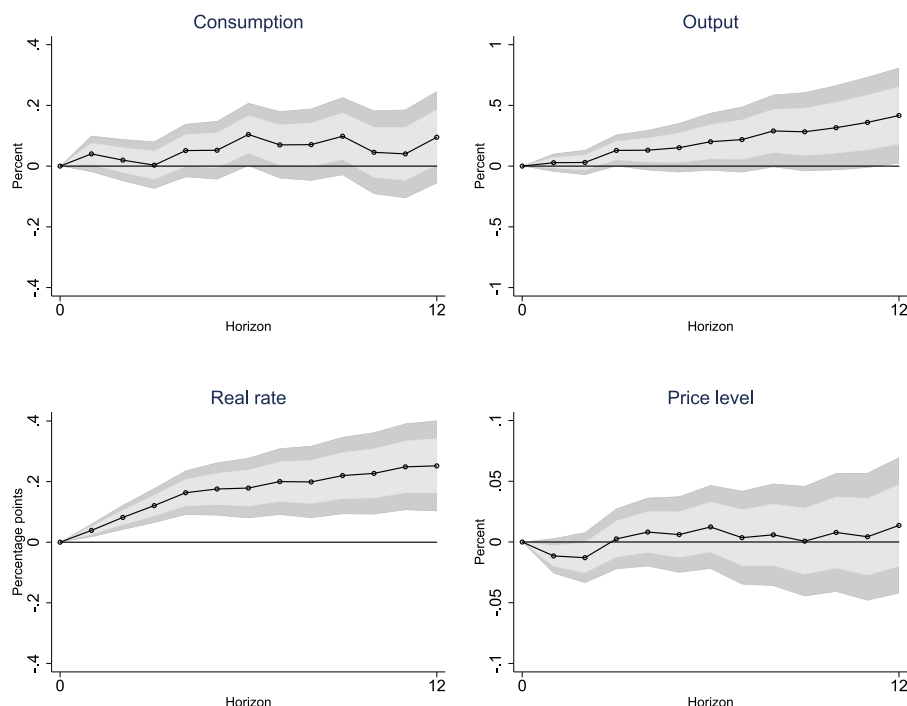 Consumption
.4
.2
0
-.2
-.4
Percent
0
12
Horizon
Output
1
.5
0
-.5
-1
Percent
0
12
Horizon
Real rate
.4
.2
0
-.2
-.4
Percentage points
0
12
Horizon
Price level
.1
.05
0
-.05
-.1
Percent
0
12
Horizon